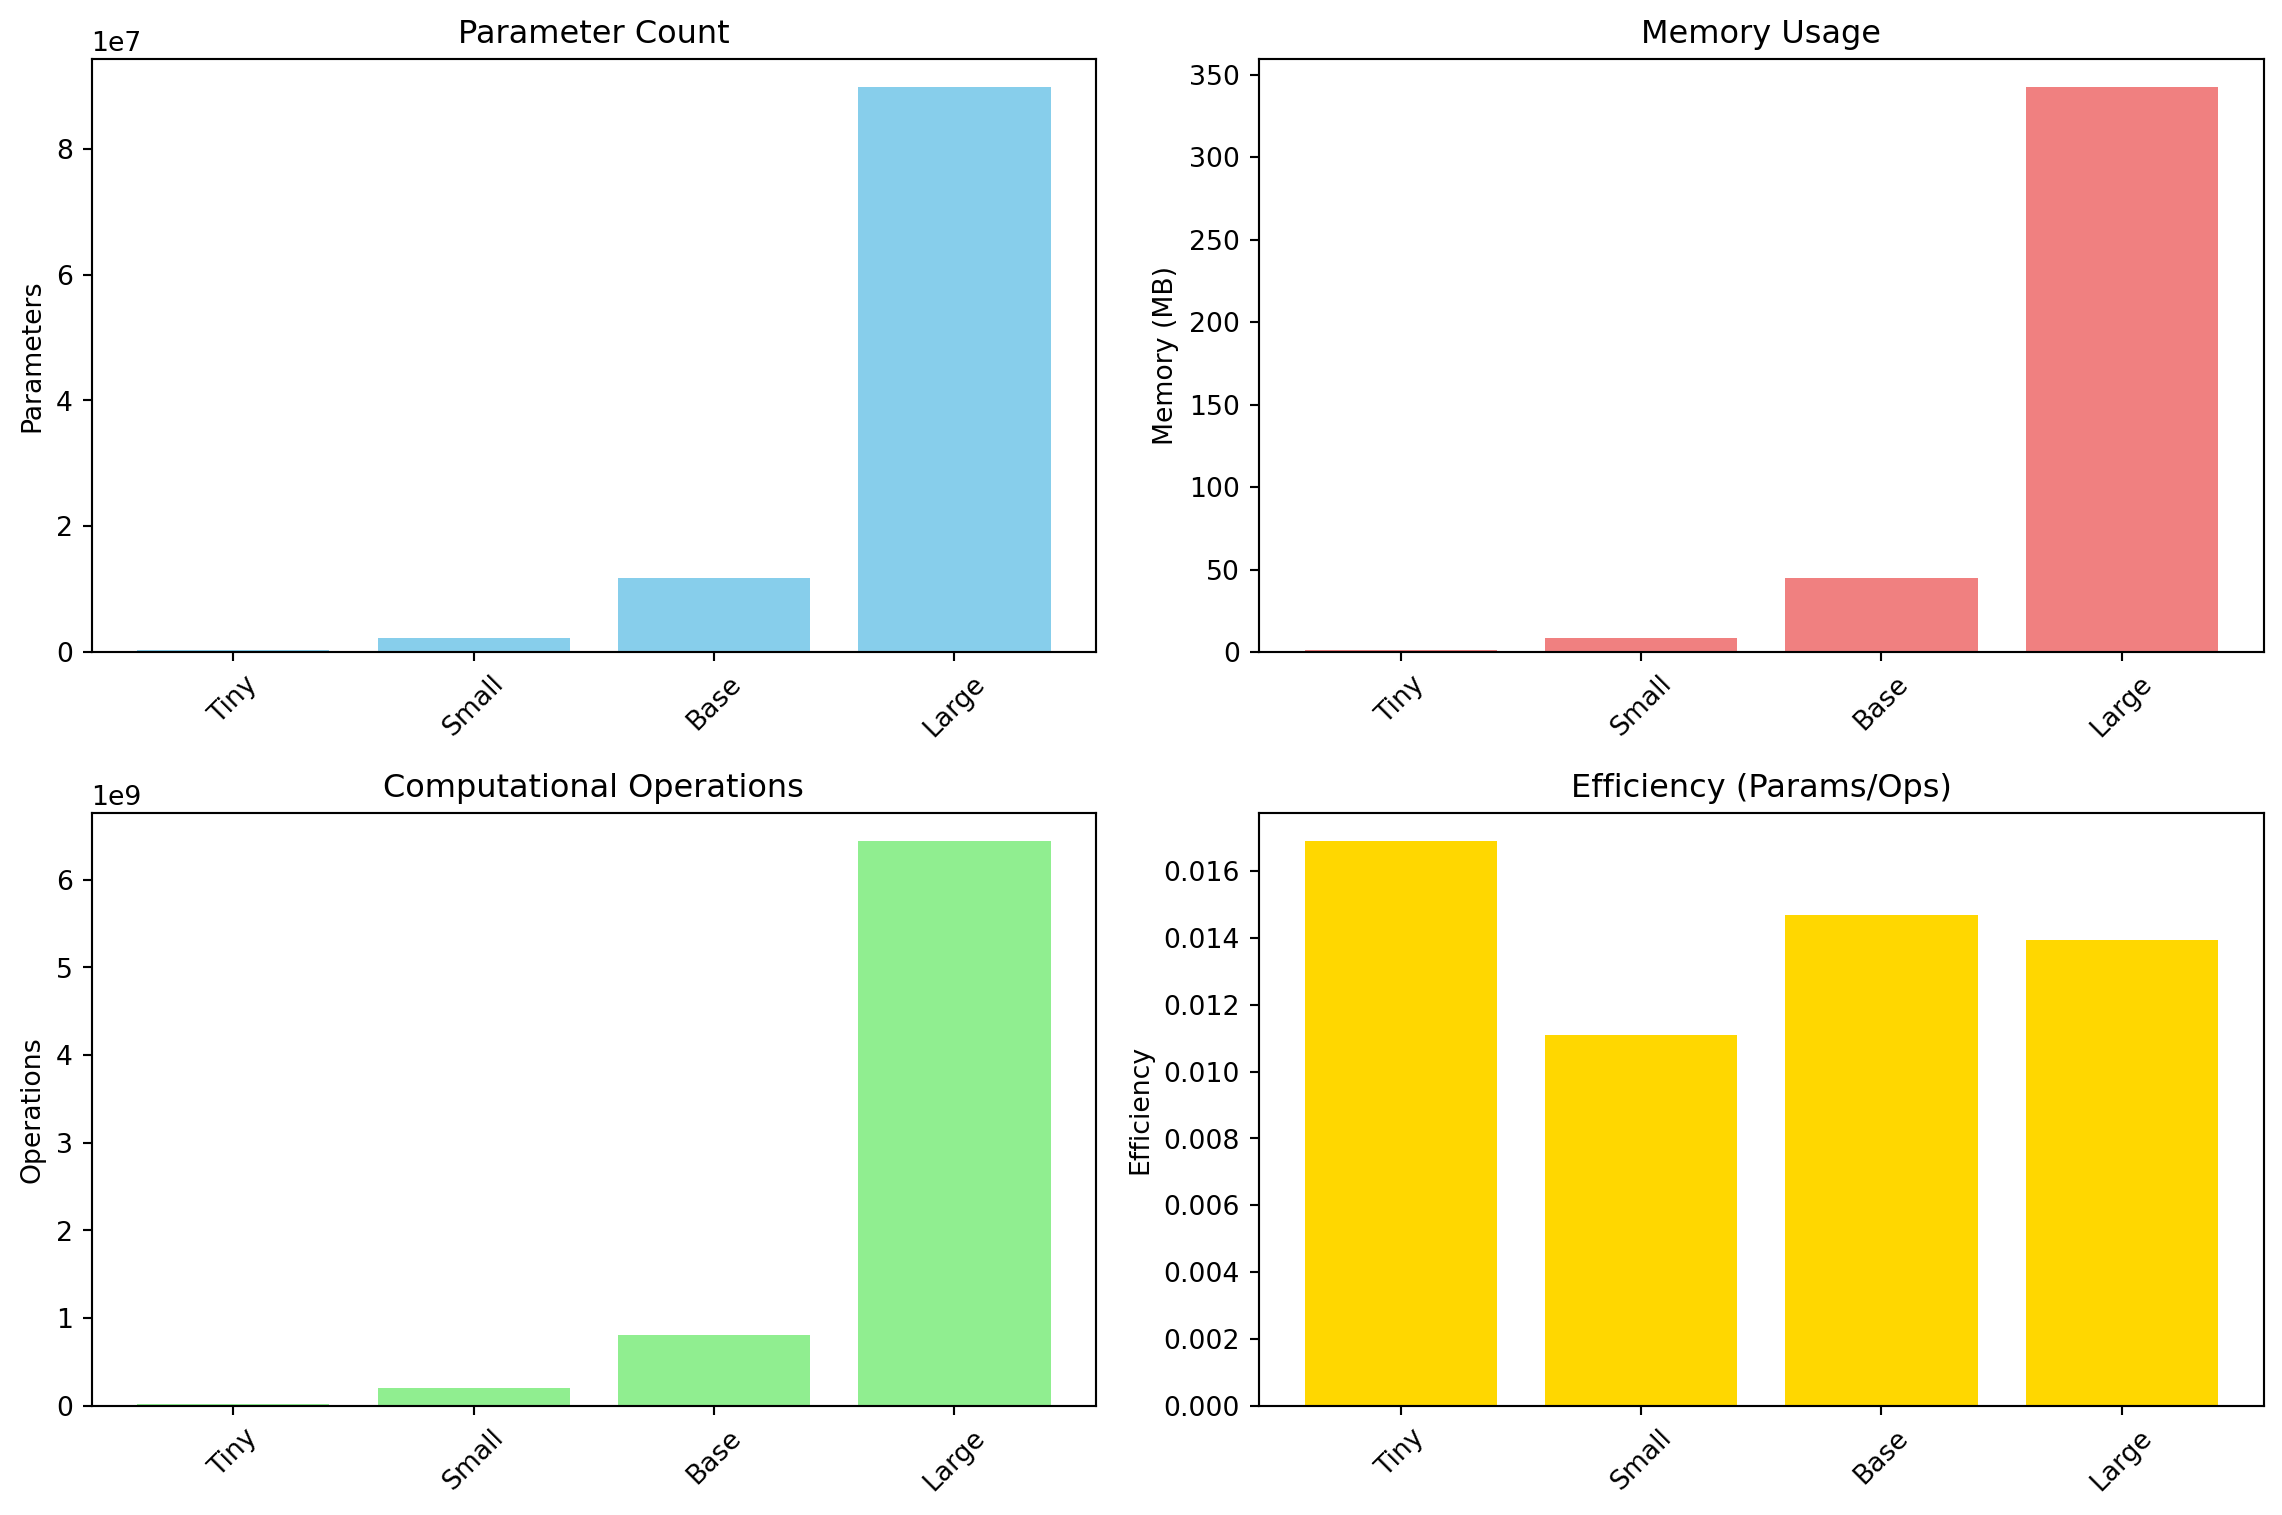 Parameter Count
1e7
Parameters
8
6
4
2
0
Tiny
Small
Base
Large
Memory Usage
Memory (MB)
350
300
250
200
150
100
50
0
Tiny
Small
Base
Large
Computational Operations
1e9
Operations
6
5
4
3
2
1
0
Tiny
Small
Base
Large
Efficiency (Params/Ops)
Efficiency
0.016
0.014
0.012
0.010
0.008
0.006
0.004
0.002
0.000
Tiny
Small
Base
Large